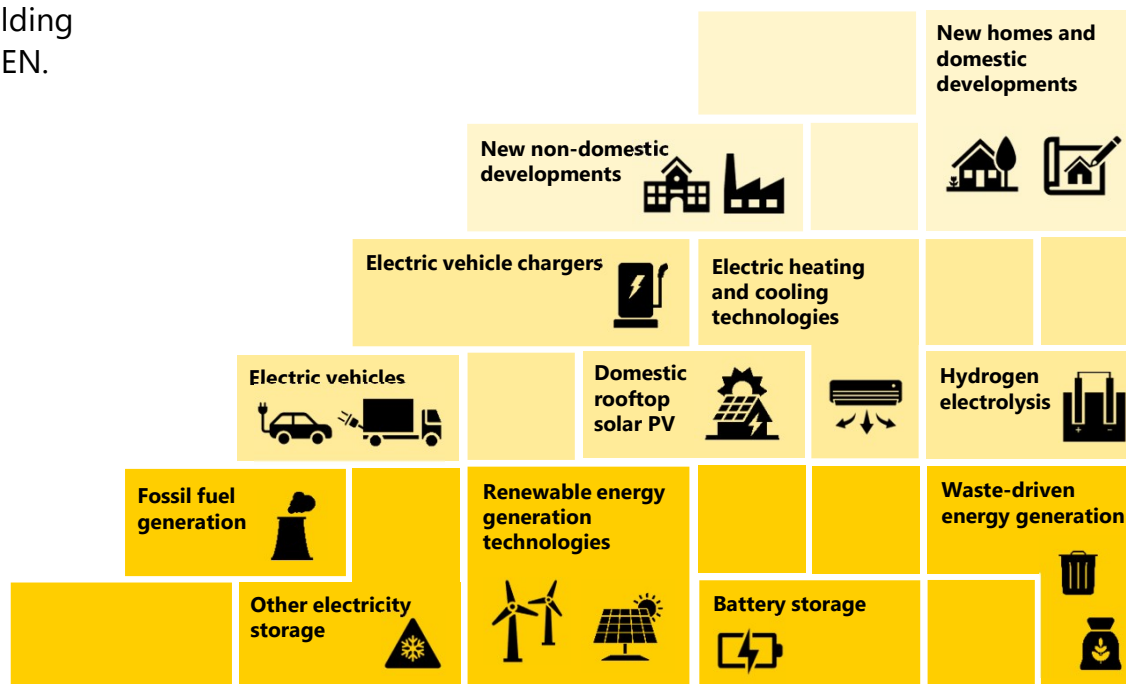 lding
EN.
New homes and
domestic
developments
New non-domestic
developments
Electric vehicle chargers
Electric heating
and cooling
technologies
Electric vehicles
Domestic
rooftop
solar PV
Hydrogen
electrolysis
Fossil fuel
generation
Renewable energy
generation
technologies
Waste-driven
energy generation
Other electricity
storage
Battery storage